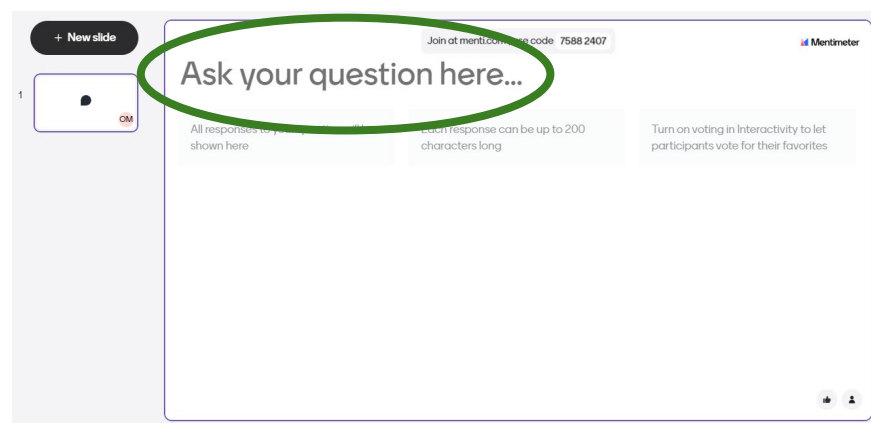 + New slide
Join at menti.com use code 7588 2407
Mentimeter
Ask your question here...
1
OM
All responses to your question will be
shown here
Each response can be up to 200
characters long
Turn on voting in Interactivity to let
participants vote for their favorites